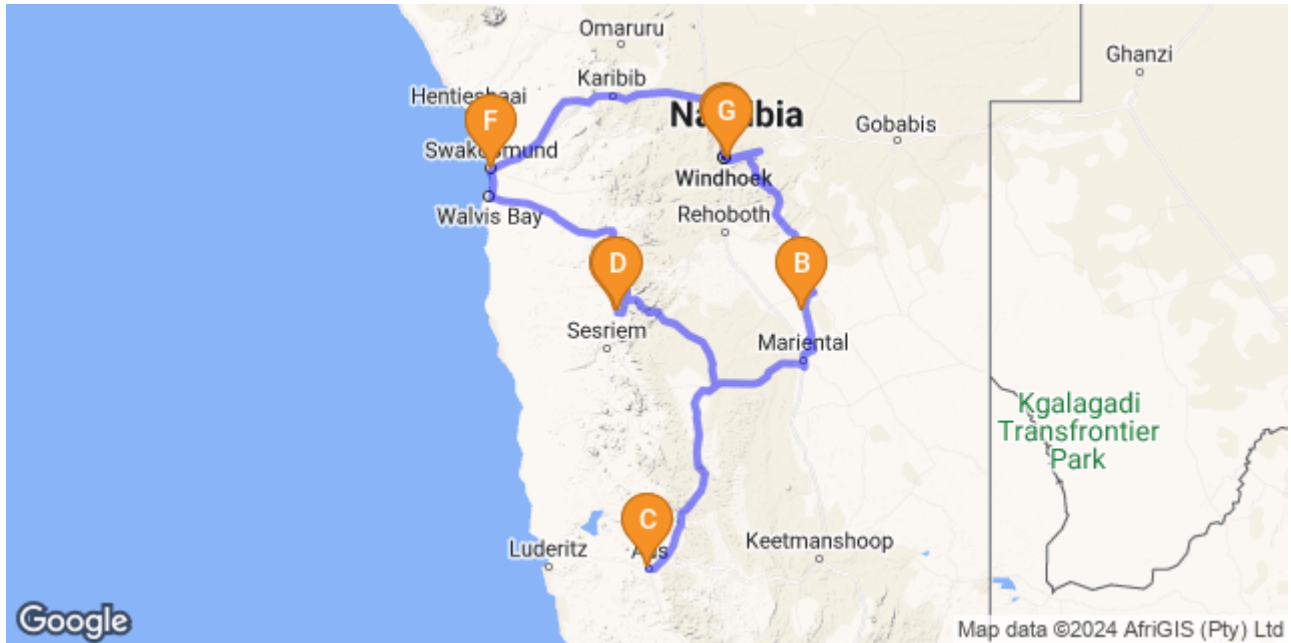 Omaruru
Ghanzi
Karibib
Hentiesbaai
G
Gobabis
F
Windhoek
Walvis Bay
Rehoboth
D
B
Sesriem
Mariental
Kgalagadi
Transfrontier
Park
C
Luderitz
Keetmanshoop
Google
Map data ©2024 AfriGIS (Pty) Ltd